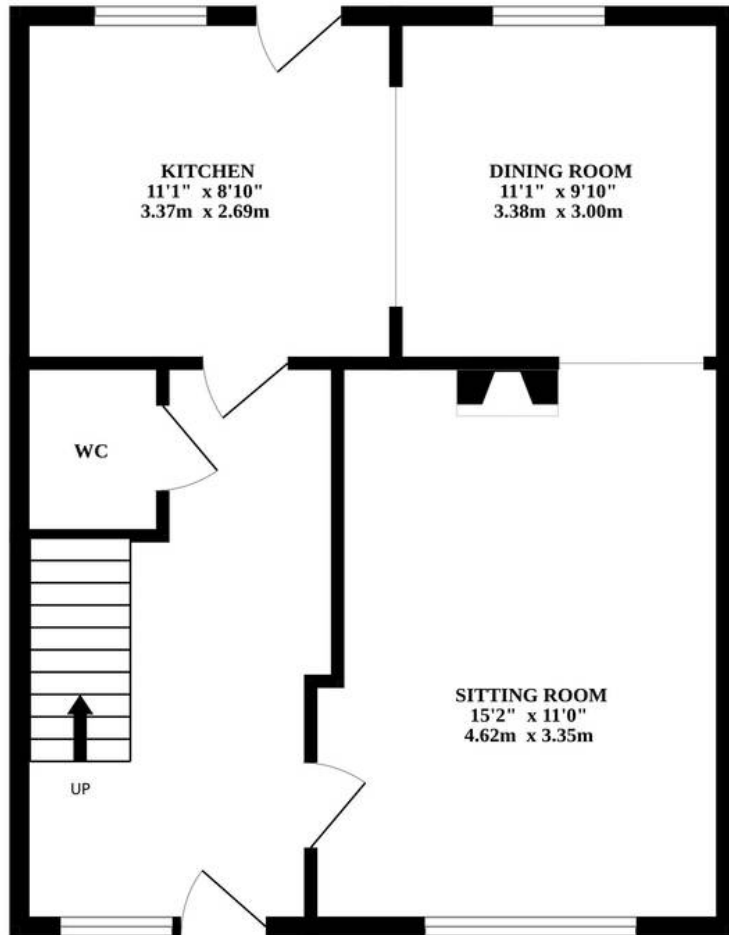 KITCHEN
11'1" x 8'10"
3.37m x 2.69m
DINING ROOM
11'1" x 9'10"
3.38m x 3.00m
WC
SITTING ROOM
15'2" x 11'0"
4.62m x 3.35m
UP